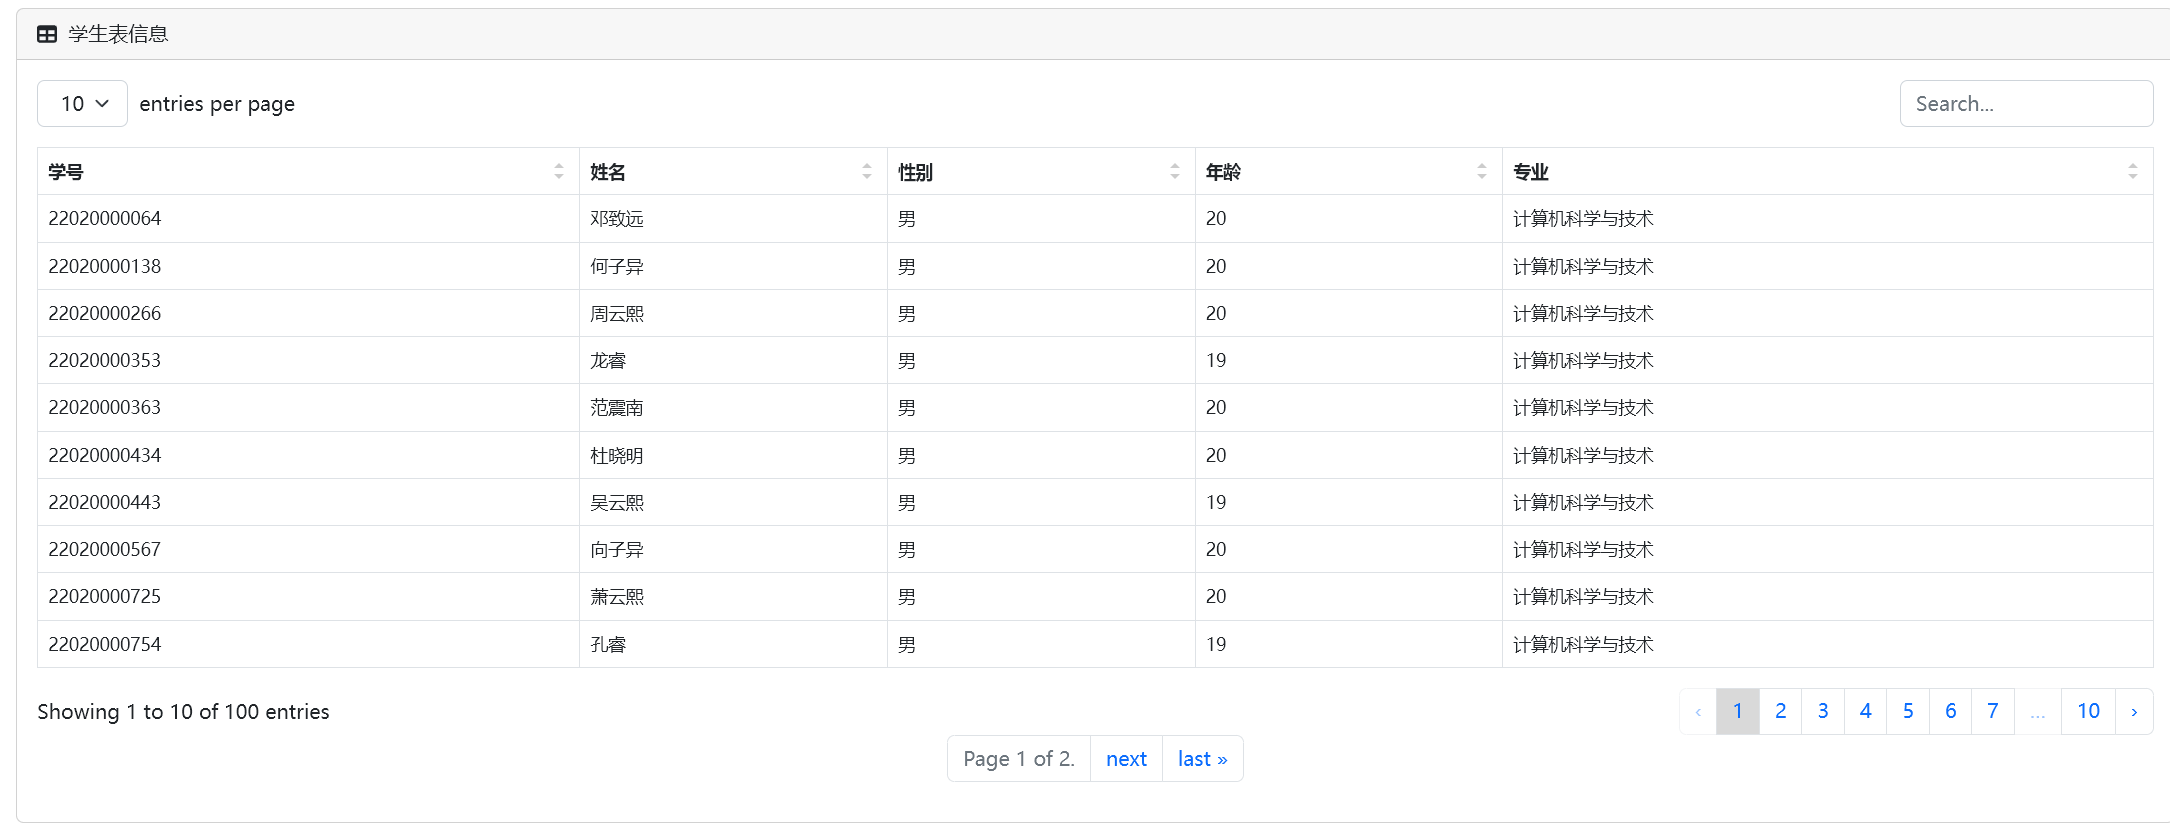 学生表信息
10 entries per page Search...
学号 姓名 性别 年龄 专业
22020000064 邓致远 男 20 计算机科学与技术
22020000138 何子异 男 20 计算机科学与技术
22020000266 周云熙 男 20 计算机科学与技术
22020000353 龙睿 男 19 计算机科学与技术
22020000363 范震南 男 20 计算机科学与技术
22020000434 杜晓明 男 20 计算机科学与技术
22020000443 吴云熙 男 19 计算机科学与技术
22020000567 向子异 男 20 计算机科学与技术
22020000725 萧云熙 男 20 计算机科学与技术
22020000754 孔睿 男 19 计算机科学与技术
Showing 1 to 10 of 100 entries ‹ 1 2 3 4 5 6 7 ... 10 ›
Page 1 of 2. next last »